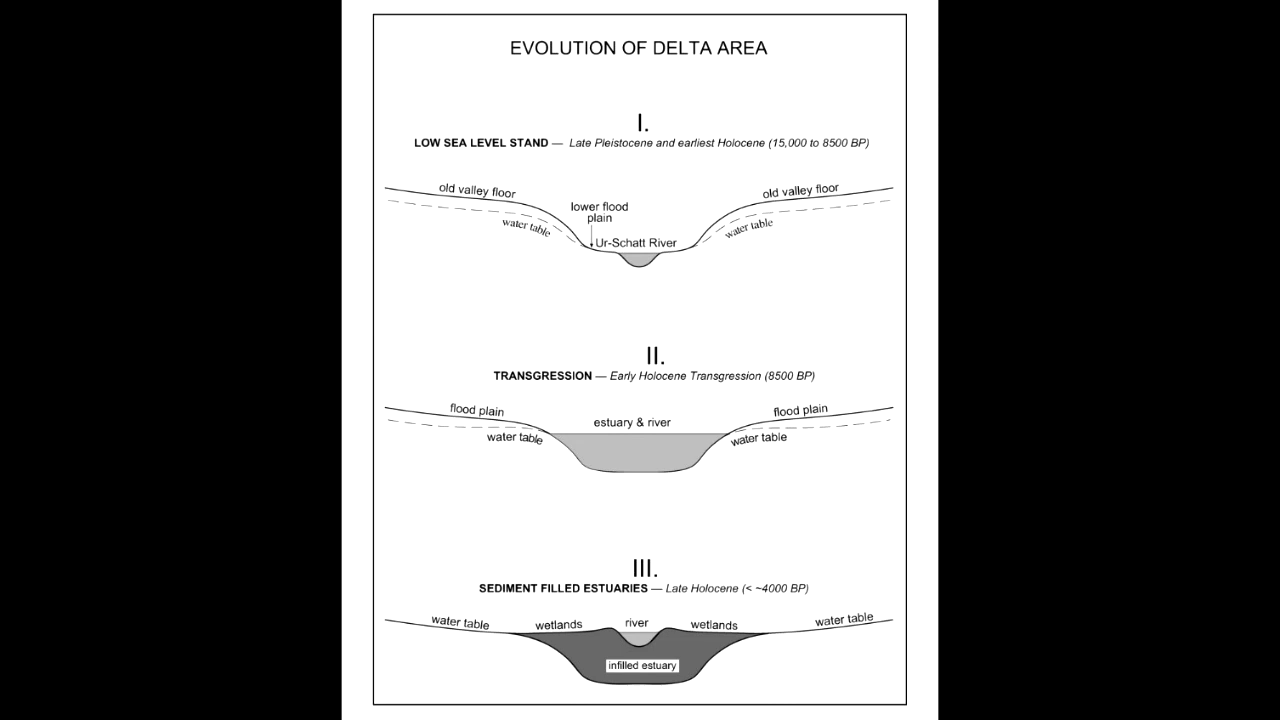 EVOLUTION OF DELTA AREA
I.
LOW SEA LEVEL STAND — Late Pleistocene and earliest Holocene (15,000 to 8500 BP)
old valley floor
old valley floor
lower flood
plain
water table
water table
Ur-Schatt River
II.
TRANSGRESSION — Early Holocene Transgression (8500 BP)
flood plain
flood plain
estuary & river
water table
water table
III.
SEDIMENT FILLED ESTUARIES — Late Holocene (< ~4000 BP)
water table
wetlands
river
wetlands
water table
infilled estuary